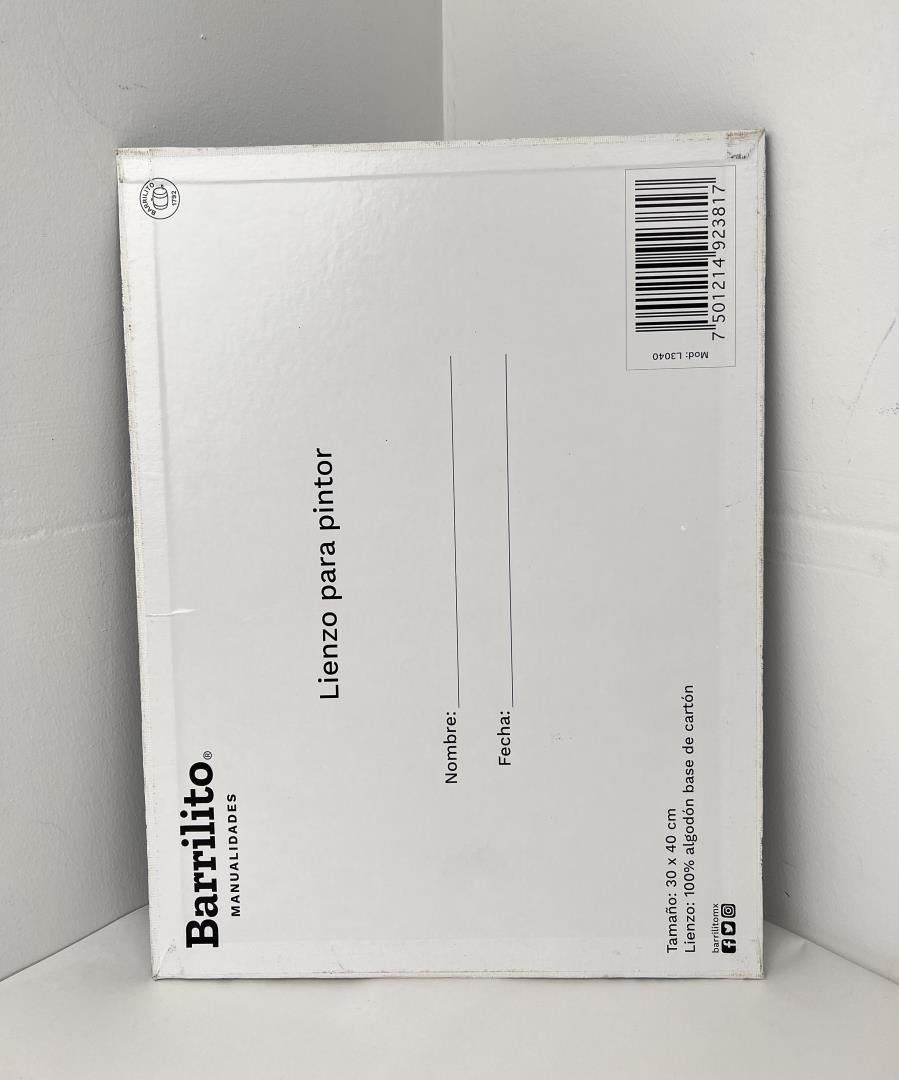 Barrilito®
MANUALIDADES
BARRILITO
1792
Lienzo para pintor
Nombre:
Fecha:
Tamaño: 30 x 40 cm
Lienzo: 100% algodón base de cartón
barrilitomx
Mod: L3040
7 501214 923817